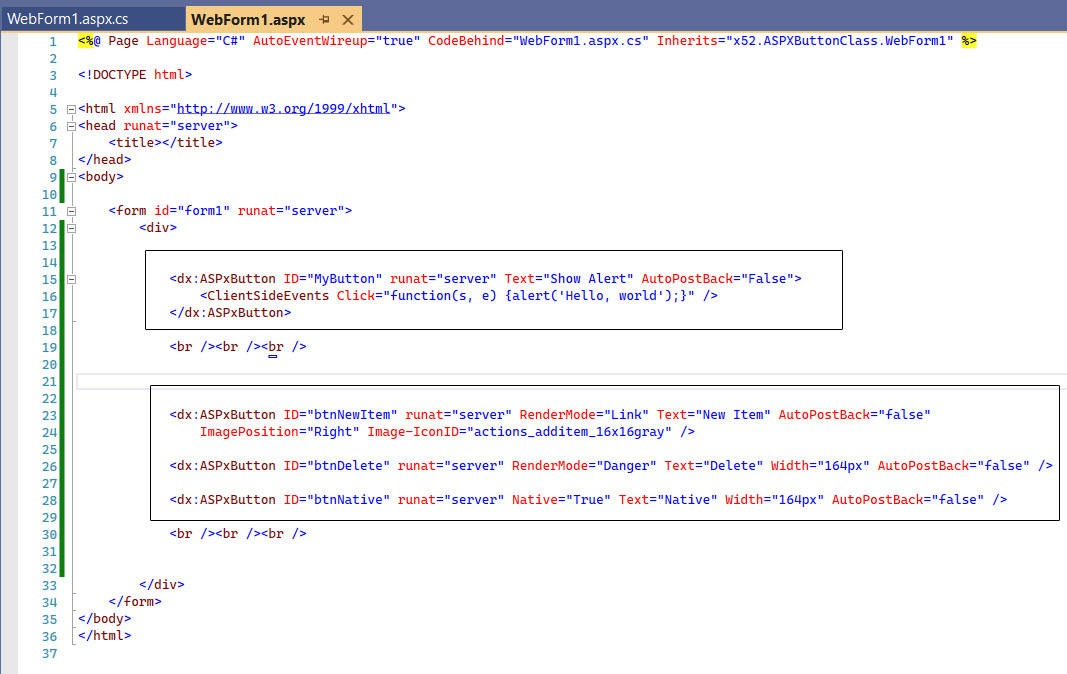 WebForm1.aspx.cs WebForm1.aspx
1 <%@ Page Language="C#" AutoEventWireup="true" CodeBehind="WebForm1.aspx.cs" Inherits="x52.ASPXButtonClass.WebForm1" %>
2
3 <!DOCTYPE html>
4
5 <html xmlns="http://www.w3.org/1999/xhtml">
6 <head runat="server">
7     <title></title>
8 </head>
9 <body>
10
11     <form id="form1" runat="server">
12         <div>
13
14
15             <dx:ASPxButton ID="MyButton" runat="server" Text="Show Alert" AutoPostBack="False">
16                 <ClientSideEvents Click="function(s, e) {alert('Hello, world');}" />
17             </dx:ASPxButton>
18
19             <br /><br /><br />
20
21
22
23             <dx:ASPxButton ID="btnNewItem" runat="server" RenderMode="Link" Text="New Item" AutoPostBack="false"
24                 ImagePosition="Right" Image-IconID="actions_additem_16x16gray" />
25
26             <dx:ASPxButton ID="btnDelete" runat="server" RenderMode="Danger" Text="Delete" Width="164px" AutoPostBack="false" />
27
28             <dx:ASPxButton ID="btnNative" runat="server" Native="True" Text="Native" Width="164px" AutoPostBack="false" />
29
30             <br /><br /><br />
31
32
33         </div>
34     </form>
35 </body>
36 </html>
37